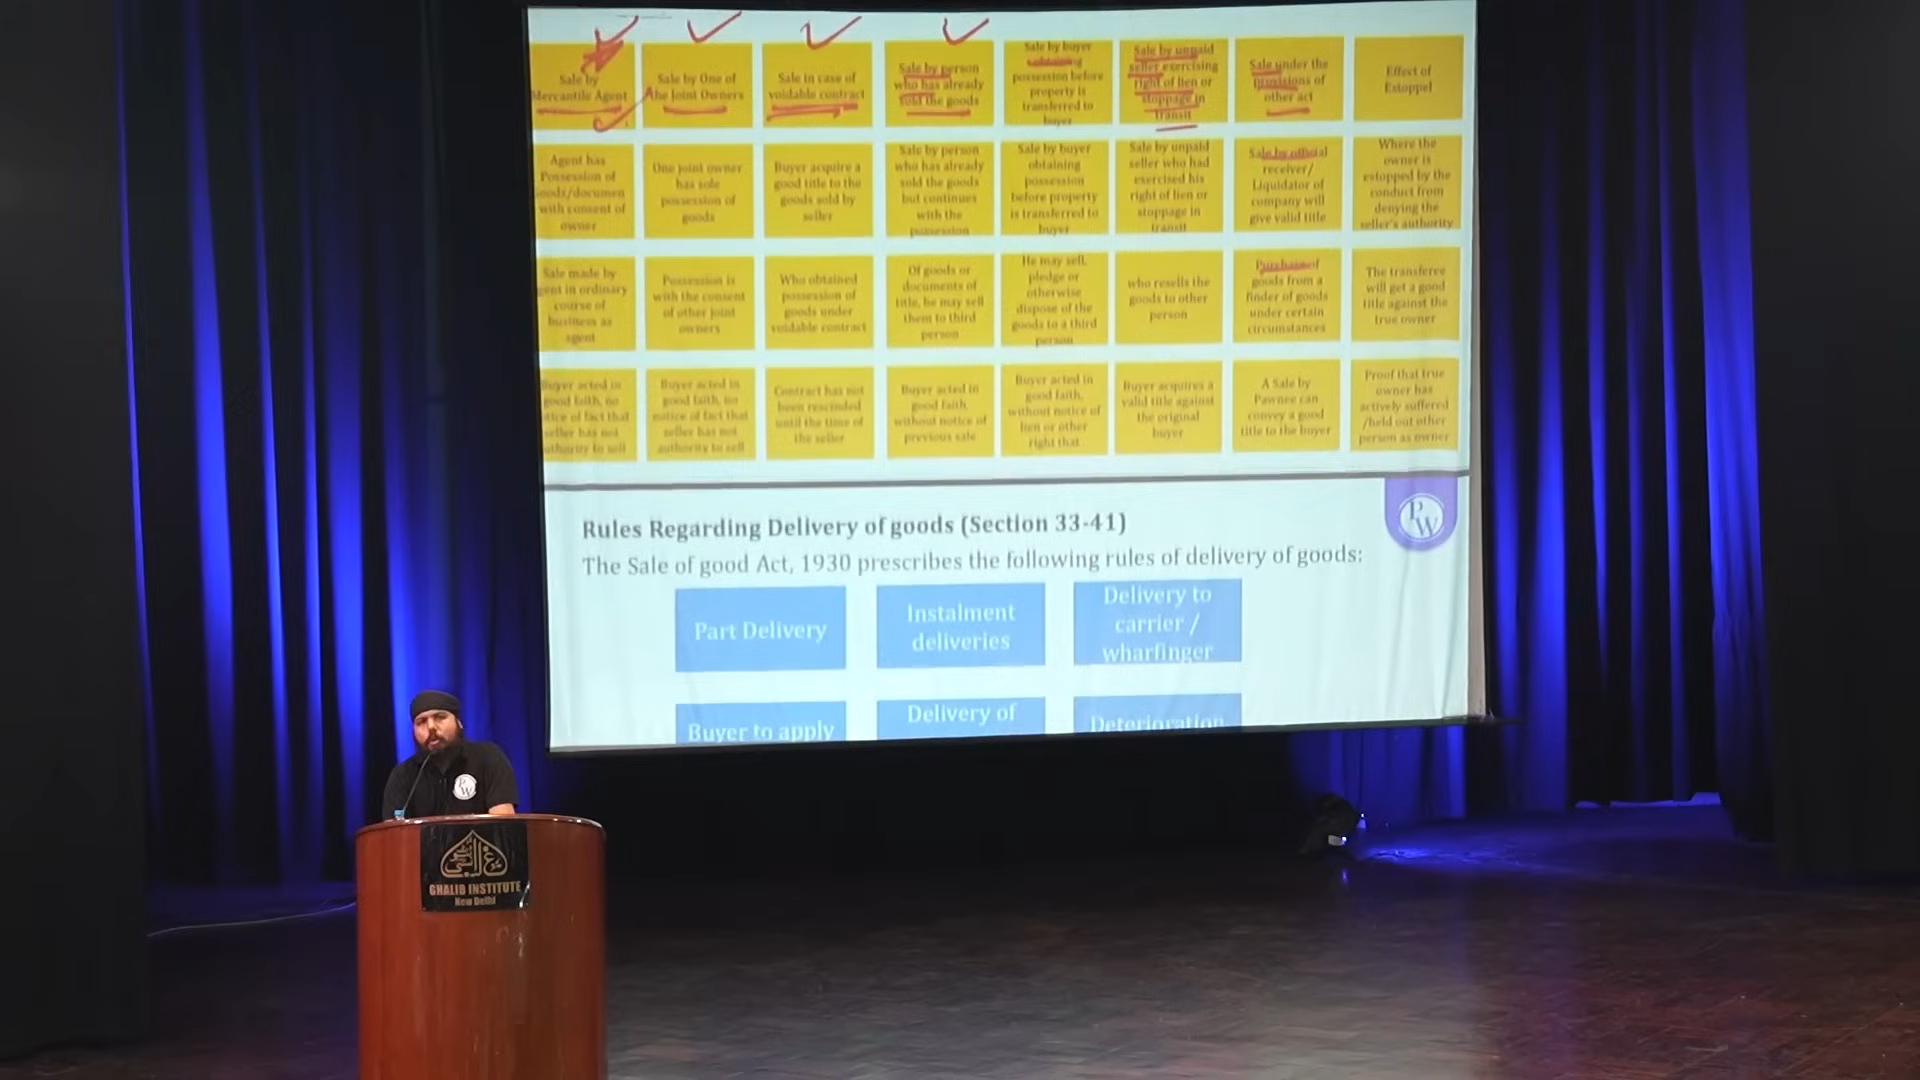 Sale by
Mercantile Agent
Sale by One of
the Joint Owners
Sale in case of
voidable contract
Sale by person
who has already
sold the goods
Sale by buyer
possession before
property is
transferred to
buyer
Sale by unpaid
seller exercising
right of lien or
stoppage in
transit
Sale under the
provisions of
other act
Effect of
Estoppel
Agent has
Possession of
with consent of
owner
One joint owner
has sole
possession of
goods
Buyer acquire a
good title to the
goods sold by
seller
Sale by person
who has already
sold the goods
but continues
with the
possession
Sale by buyer
obtaining
possession
before property
is transferred to
buyer
Sale by unpaid
seller who had
exercised his
right of lien or
stoppage in
transit
Sale by official
receiver/
Liquidator of
company will
give valid title
Where the
owner is
estopped by the
conduct from
denying the
seller's authority
Sale made by
in ordinary
course of
business as
agent
Possession is
with the consent
of other joint
owners
Who obtained
possession of
goods under
voidable contract
Of goods or
documents of
title, he may sell
them to third
person
He may sell,
pledge or
otherwise
dispose of the
goods to a third
person
who resells the
goods to other
person
Purchase of
goods from a
finder of goods
under certain
circumstances
The transferee
will get a good
title against the
true owner
Buyer acted in
good faith, no
of fact that
seller has not
authority to sell
Buyer acted in
good faith, no
notice of fact that
seller has not
authority to sell
Contract has not
been rescinded
until the time of
the seller
Buyer acted in
good faith,
without notice of
previous sale
Buyer acted in
good faith,
without notice of
lien or other
right that
Buyer acquires a
valid title against
the original
buyer
A Sale by
Pawnee can
convey a good
title to the buyer
Proof that true
owner has
actively suffered
/held out other
person as owner
PW
Rules Regarding Delivery of goods (Section 33-41)
The Sale of good Act, 1930 prescribes the following rules of delivery of goods:
Part Delivery
Instalment
deliveries
Delivery to
carrier /
wharfinger
Buyer to apply
Delivery of
Deterioration
PW
GHALIB INSTITUTE
New Delhi